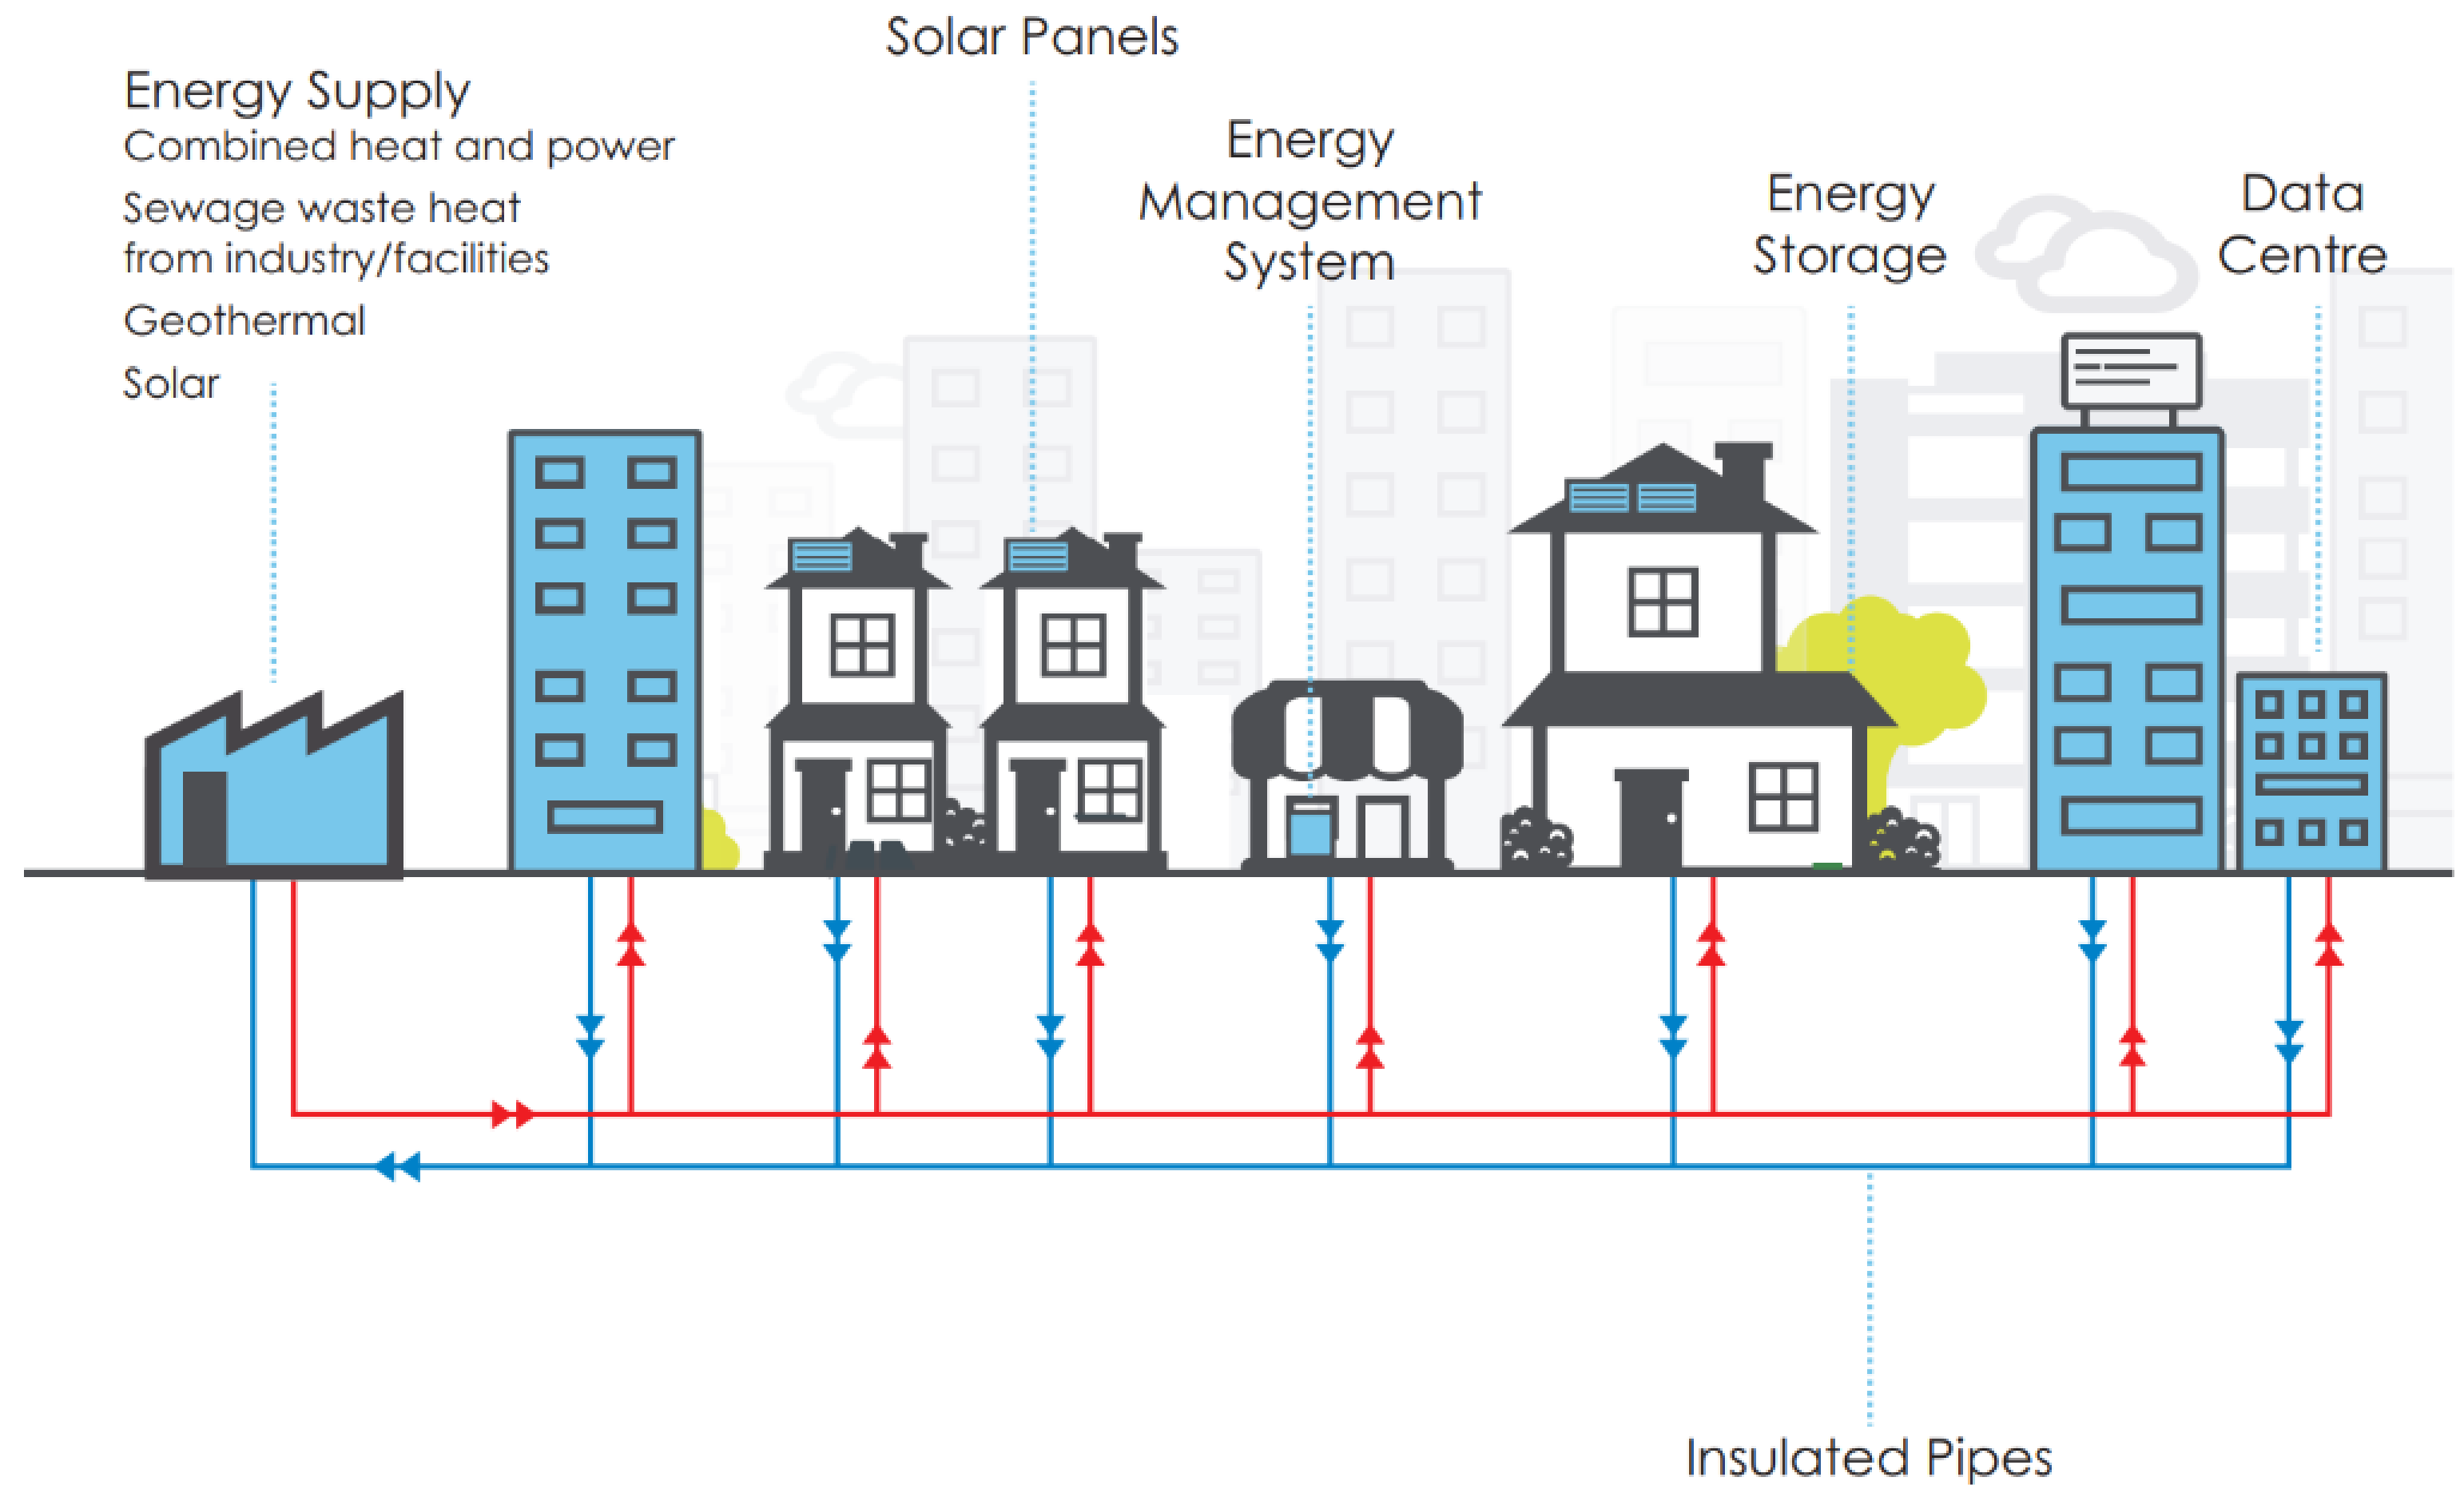 Solar Panels
Energy Supply
Combined heat and power
Sewage waste heat
from industry/facilities
Geothermal
Solar
Energy
Management
System
Energy
Storage
Data
Centre
Insulated Pipes